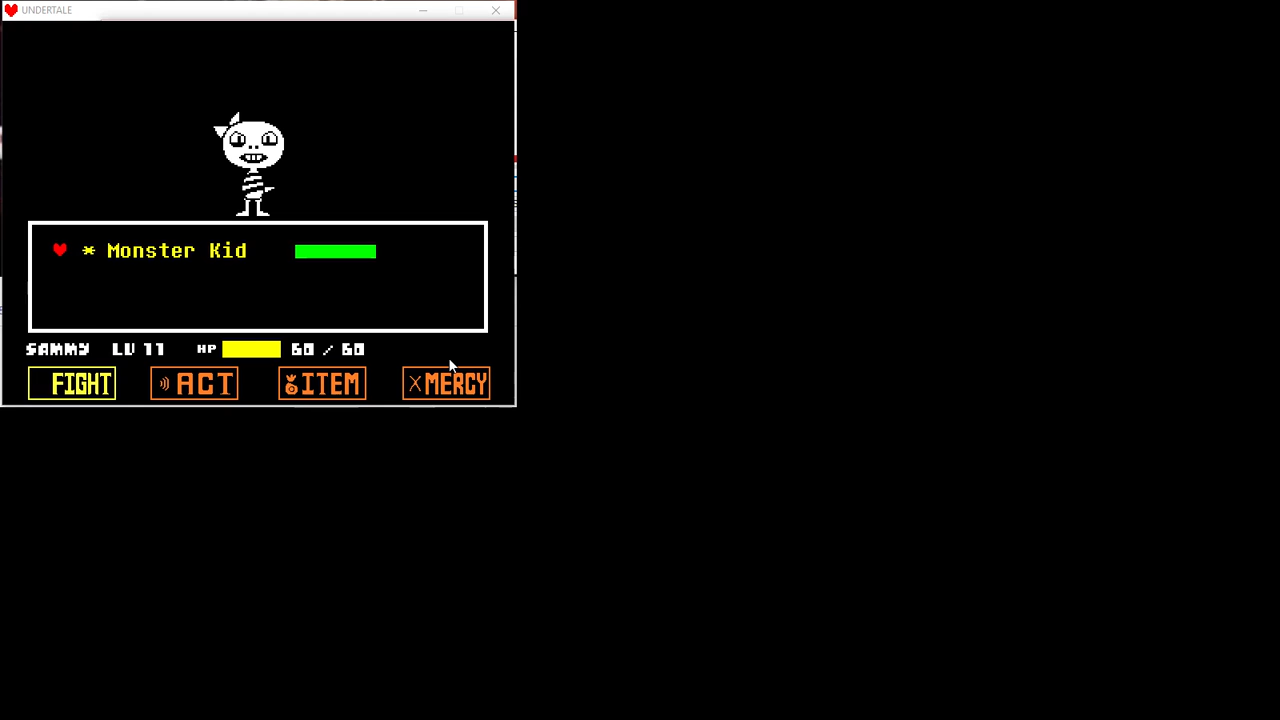 UNDERTALE
* Monster Kid
SAMMY LV 11 HP 60 / 60
FIGHT ACT ITEM MERCY